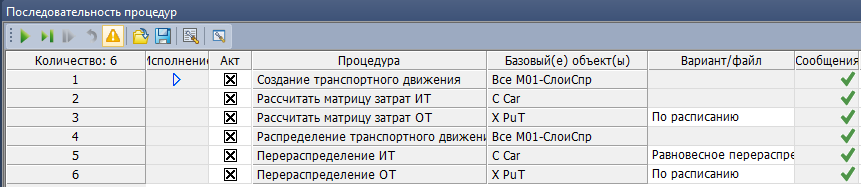 Последовательность процедур
Количество: 6 Исполнение Акт Процедура Базовый(е) объект(ы) Вариант/файл Сообщения
1 Создание транспортного движения Все M01-СлоиСпр
2 Рассчитать матрицу затрат ИТ C Car
3 Рассчитать матрицу затрат ОТ X PuT По расписанию
4 Распределение транспортного движени Все M01-СлоиСпр
5 Перераспределение ИТ C Car Равновесное перераспре
6 Перераспределение ОТ X PuT По расписанию